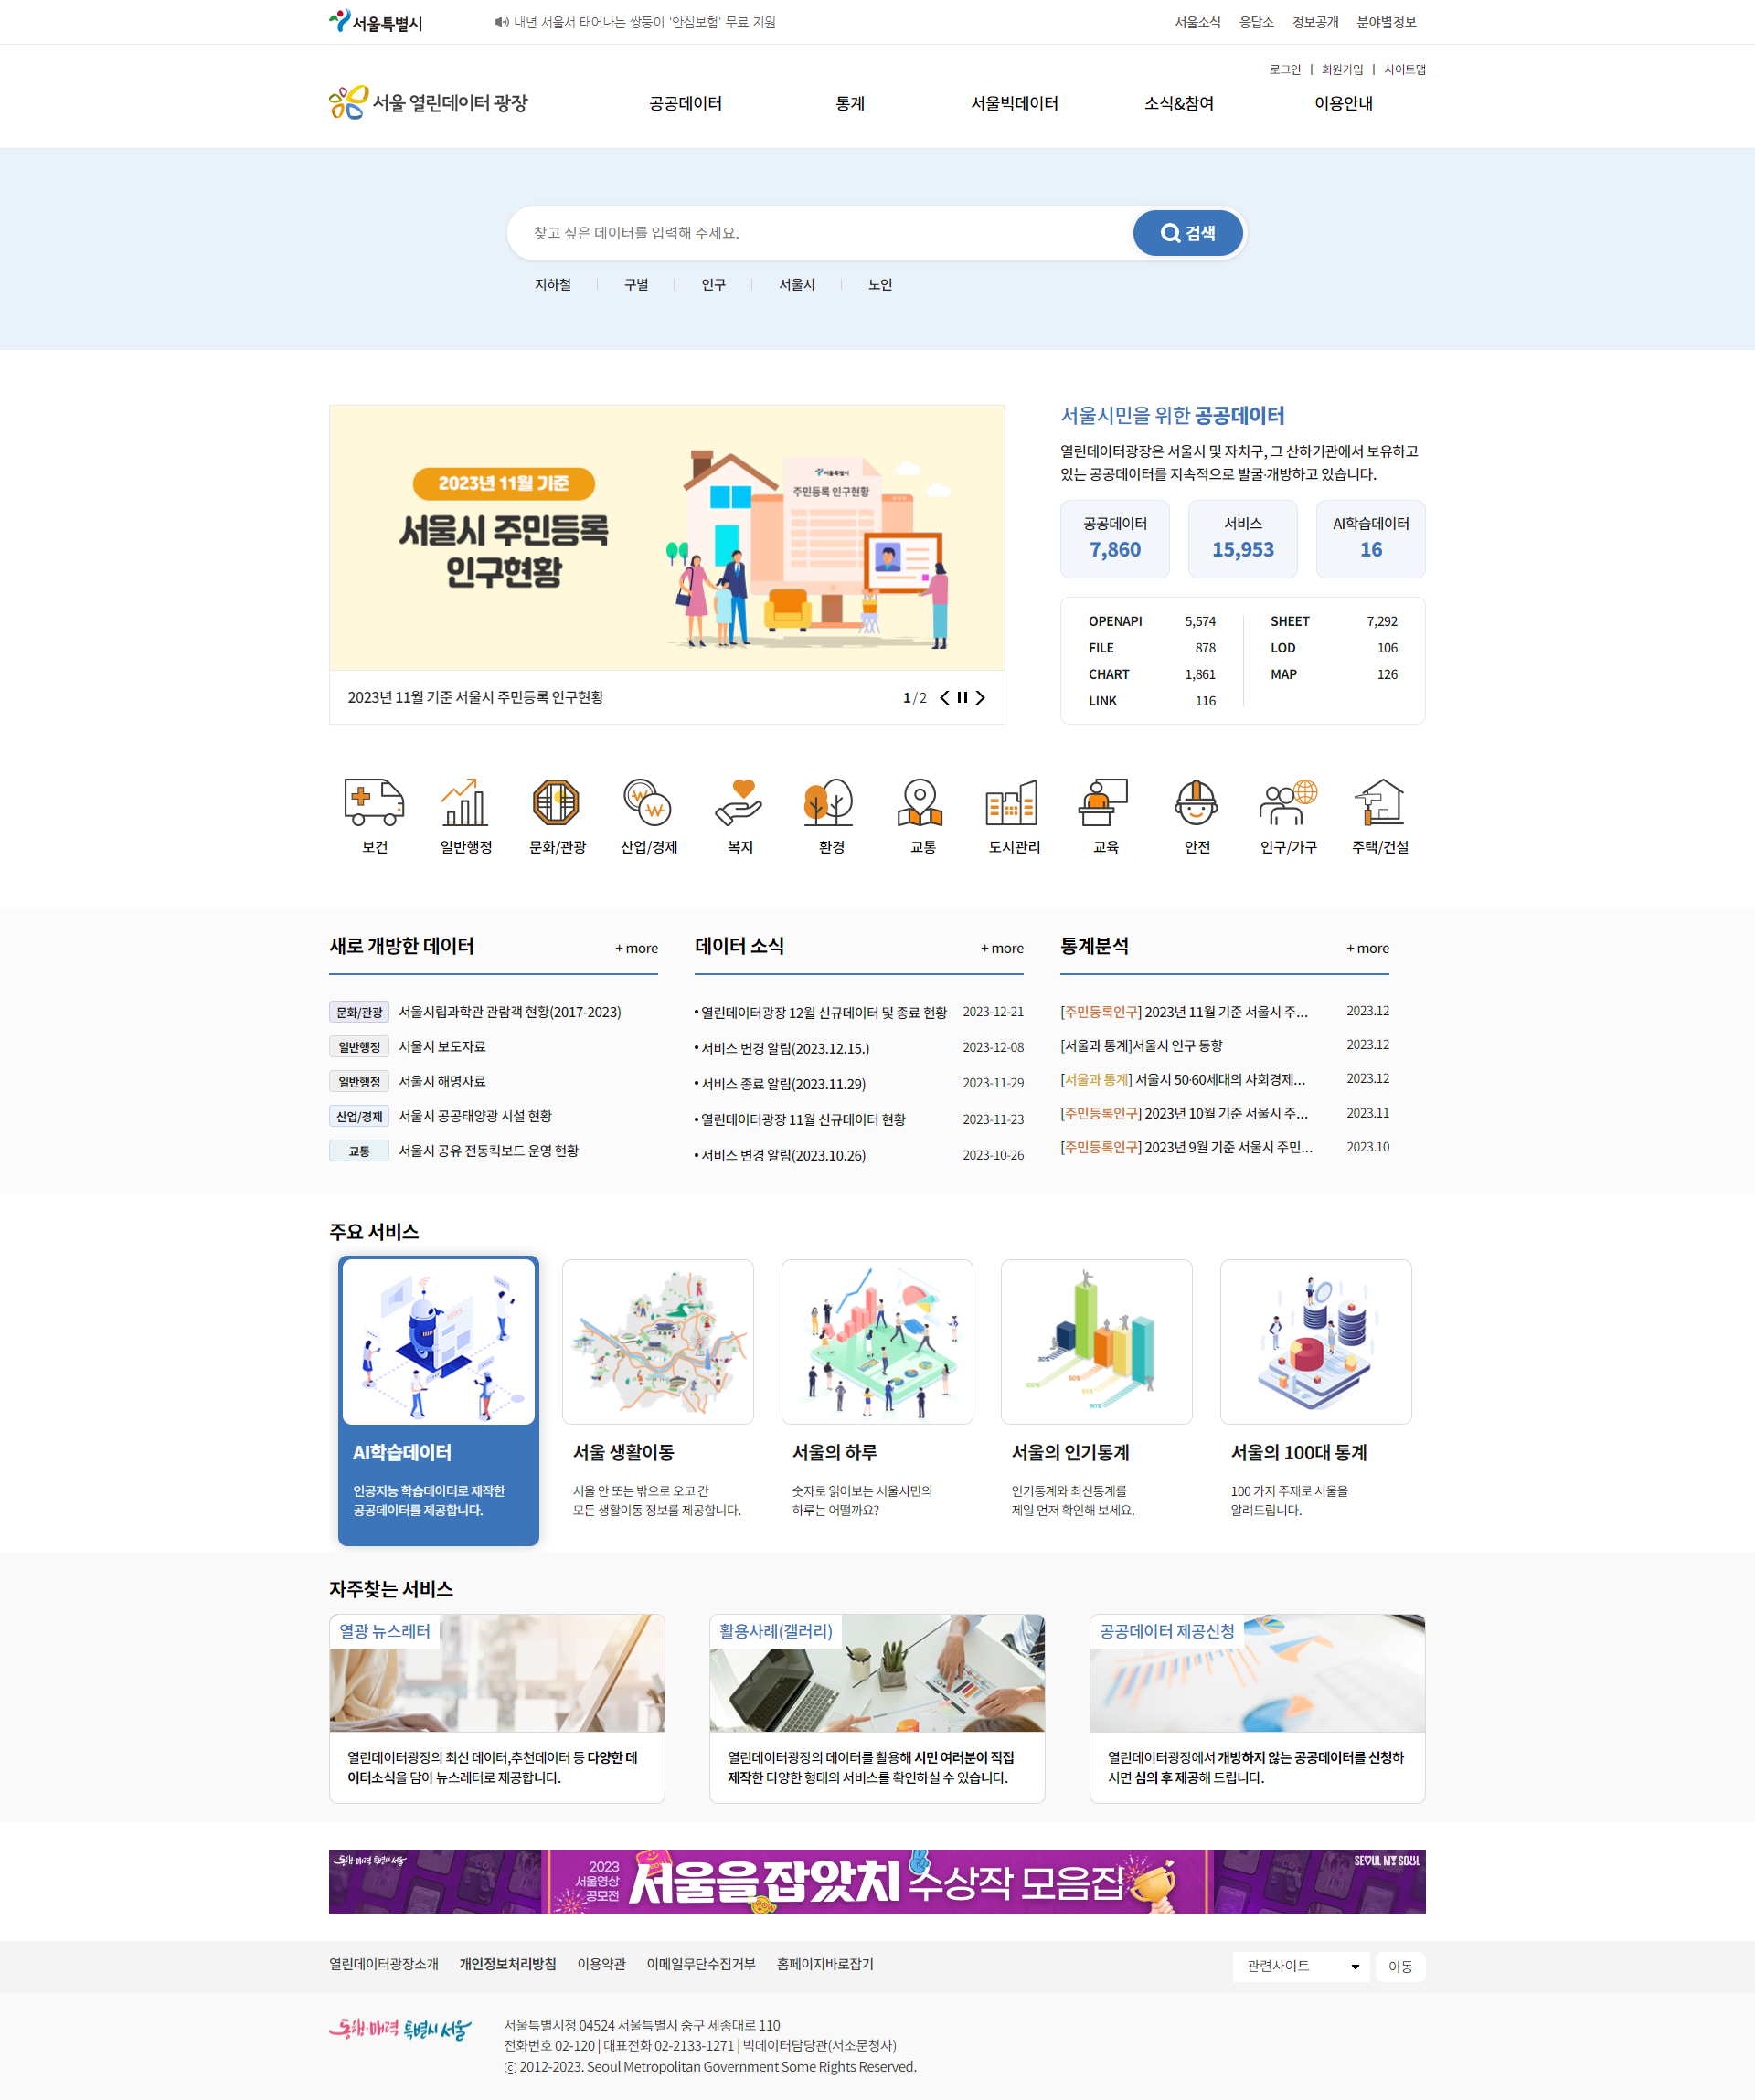 서울특별시
내년 서울서 태어나는 쌍둥이 '안심보험' 무료 지원
서울소식 응답소 정보공개 분야별정보
로그인 | 회원가입 | 사이트맵
서울 열린데이터 광장
공공데이터 통계 서울빅데이터 소식&참여 이용안내
찾고 싶은 데이터를 입력해 주세요.
검색
지하철 구별 인구 서울시 노인
2023년 11월 기준
서울시 주민등록
인구현황
서울특별시
주민등록 인구현황
2023년 11월 기준 서울시 주민등록 인구현황
1 / 2
서울시민을 위한 공공데이터
열린데이터광장은 서울시 및 자치구, 그 산하기관에서 보유하고
있는 공공데이터를 지속적으로 발굴·개방하고 있습니다.
공공데이터 서비스 AI학습데이터
7,860 15,953 16
OPENAPI 5,574 SHEET 7,292
FILE 878 LOD 106
CHART 1,861 MAP 126
LINK 116
보건 일반행정 문화/관광 산업/경제 복지 환경 교통 도시관리 교육 안전 인구/가구 주택/건설
새로 개방한 데이터 + more
문화/관광 서울시립과학관 관람객 현황(2017-2023)
일반행정 서울시 보도자료
일반행정 서울시 해명자료
산업/경제 서울시 공공태양광 시설 현황
교통 서울시 공유 전동킥보드 운영 현황
데이터 소식 + more
• 열린데이터광장 12월 신규데이터 및 종료 현황 2023-12-21
• 서비스 변경 알림(2023.12.15.) 2023-12-08
• 서비스 종료 알림(2023.11.29) 2023-11-29
• 열린데이터광장 11월 신규데이터 현황 2023-11-23
• 서비스 변경 알림(2023.10.26) 2023-10-26
통계분석 + more
[주민등록인구] 2023년 11월 기준 서울시 주... 2023.12
[서울과 통계]서울시 인구 동향 2023.12
[서울과 통계] 서울시 50·60세대의 사회경제... 2023.12
[주민등록인구] 2023년 10월 기준 서울시 주... 2023.11
[주민등록인구] 2023년 9월 기준 서울시 주민... 2023.10
주요 서비스
AI학습데이터
인공지능 학습데이터로 제작한
공공데이터를 제공합니다.
서울 생활이동
서울 안 또는 밖으로 오고 간
모든 생활이동 정보를 제공합니다.
서울의 하루
숫자로 읽어보는 서울시민의
하루는 어떨까요?
서울의 인기통계
인기통계와 최신통계를
제일 먼저 확인해 보세요.
서울의 100대 통계
100 가지 주제로 서울을
알려드립니다.
자주찾는 서비스
열광 뉴스레터
열린데이터광장의 최신 데이터,추천데이터 등 다양한 데
이터소식을 담아 뉴스레터로 제공합니다.
활용사례(갤러리)
열린데이터광장의 데이터를 활용해 시민 여러분이 직접
제작한 다양한 형태의 서비스를 확인하실 수 있습니다.
공공데이터 제공신청
열린데이터광장에서 개방하지 않는 공공데이터를 신청하
시면 심의 후 제공해 드립니다.
동행·매력 특별시 서울
2023
서울영상
공모전
서울을 잡았치 수상작 모음집
SEOUL MY SOUL
열린데이터광장소개 개인정보처리방침 이용약관 이메일무단수집거부 홈페이지바로잡기
관련사이트 이동
동행·매력 특별시 서울
서울특별시청 04524 서울특별시 중구 세종대로 110
전화번호 02-120 | 대표전화 02-2133-1271 | 빅데이터담당관(서소문청사)
ⓒ 2012-2023. Seoul Metropolitan Government Some Rights Reserved.